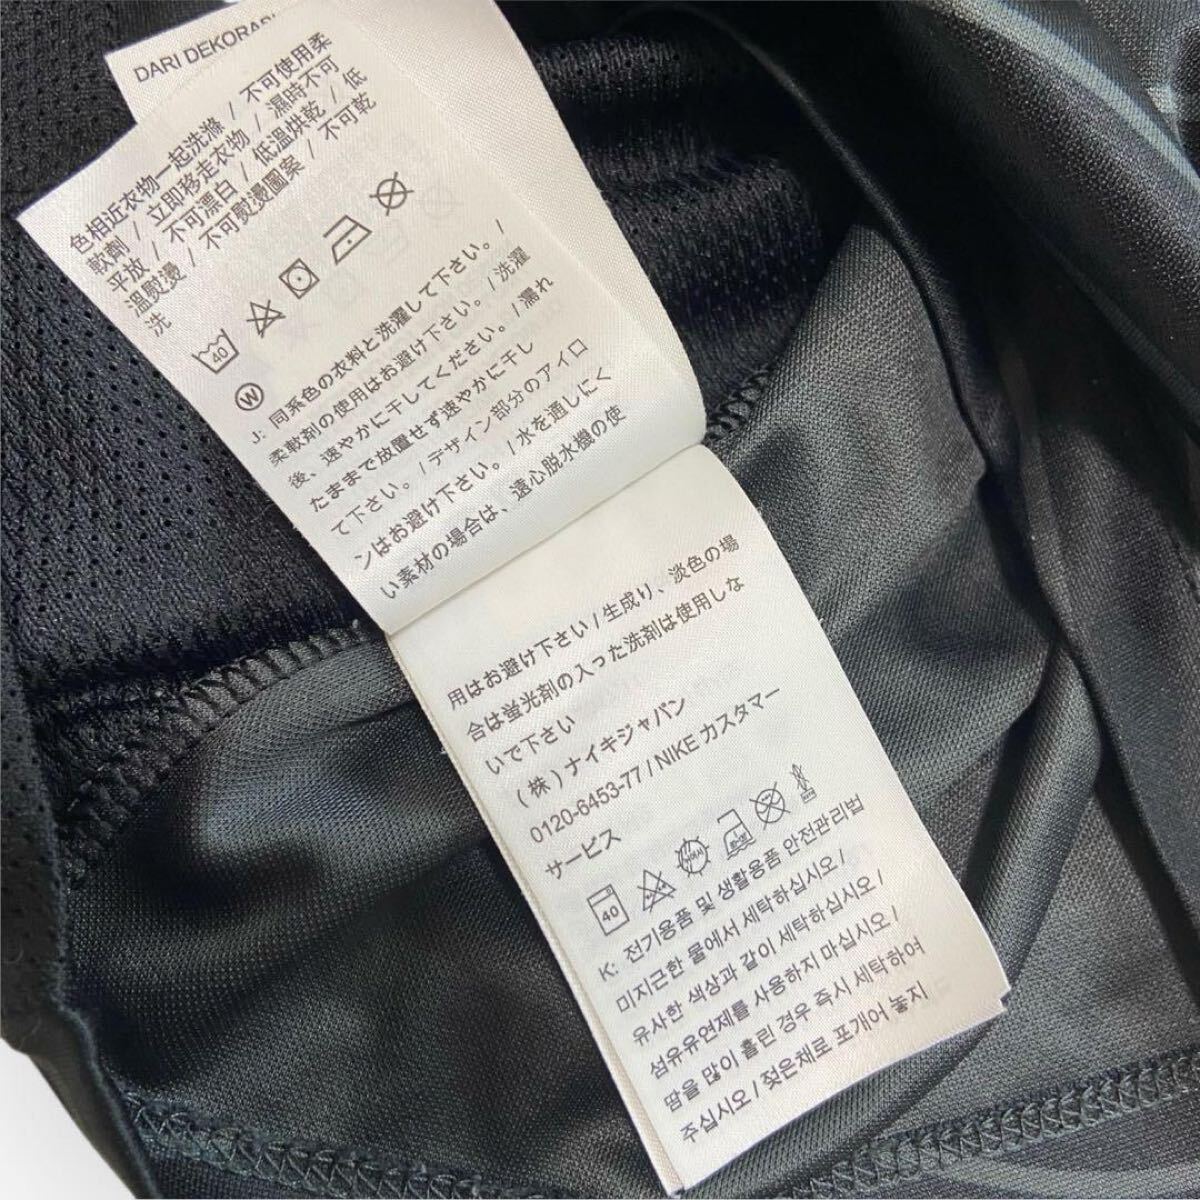 DARI DEKORASI
色相近衣物一起洗滌 / 不可使用柔
軟劑 / 立即移走衣物 / 濕時不可
平放 / 不可漂白 / 低溫烘乾 / 低
溫熨燙 / 不可熨燙圖案 / 不可乾
洗
40
W
J: 同系色の衣料と洗濯して下さい。/
柔軟剤の使用はお避け下さい。/ 洗濯
後、速やかに干してください。/ 濡れ
たままで放置せず速やかに干し
て下さい。/ デザイン部分のアイロ
ンはお避け下さい。/ 水を通しにく
い素材の場合は、遠心脱水機の使
用はお避け下さい / 生成り、淡色の場
合は蛍光剤の入った洗剤は使用しな
いで下さい
(株) ナイキジャパン
0120-6453-77 / NIKE カスタマー
サービス
40
K: 전기용품 및 생활용품 안전관리법
미지근한 물에서 세탁하십시오 /
유사한 색상과 같이 세탁하십시오 /
섬유유연제를 사용하지 마십시오 /
땀을 많이 흘린 경우 즉시 세탁하여
주십시오 / 젖은채로 포개어 놓지